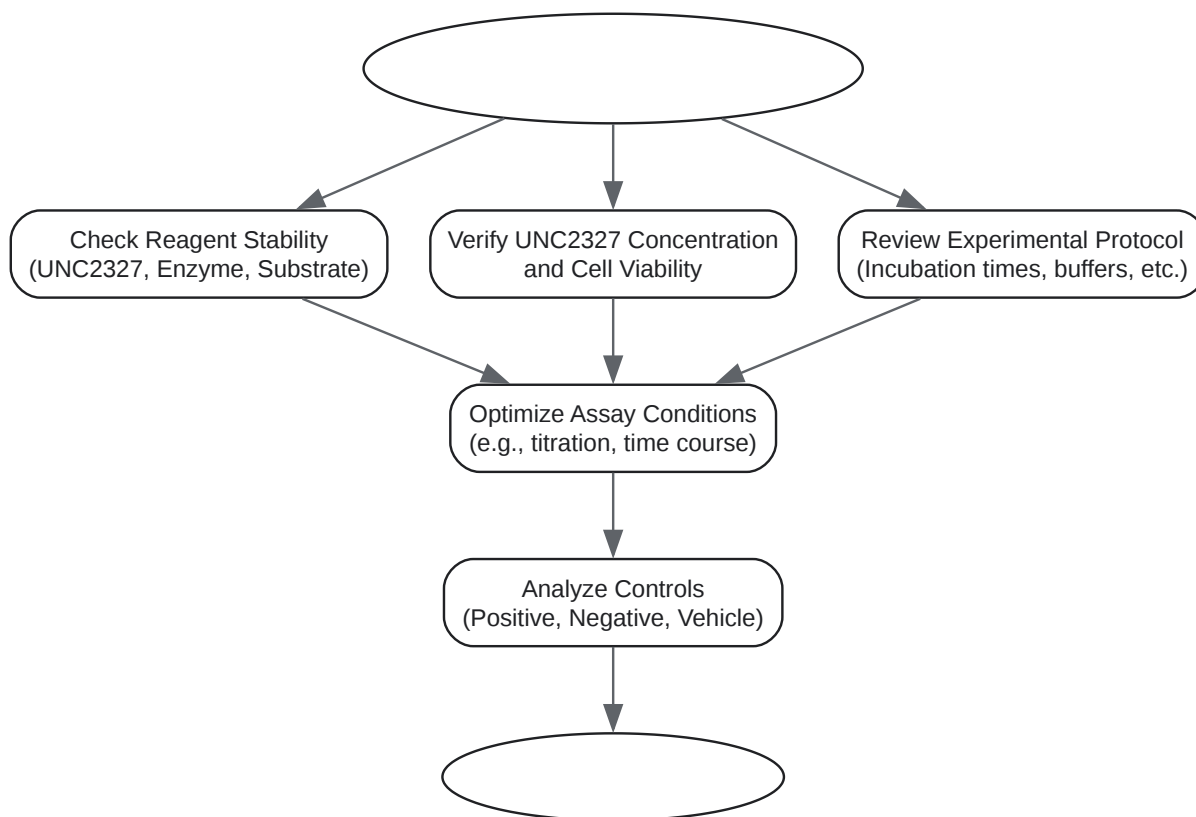 Check Reagent Stability
(UNC2327, Enzyme, Substrate)
Verify UNC2327 Concentration
and Cell Viability
Review Experimental Protocol
(Incubation times, buffers, etc.)
Optimize Assay Conditions
(e.g., titration, time course)
Analyze Controls
(Positive, Negative, Vehicle)